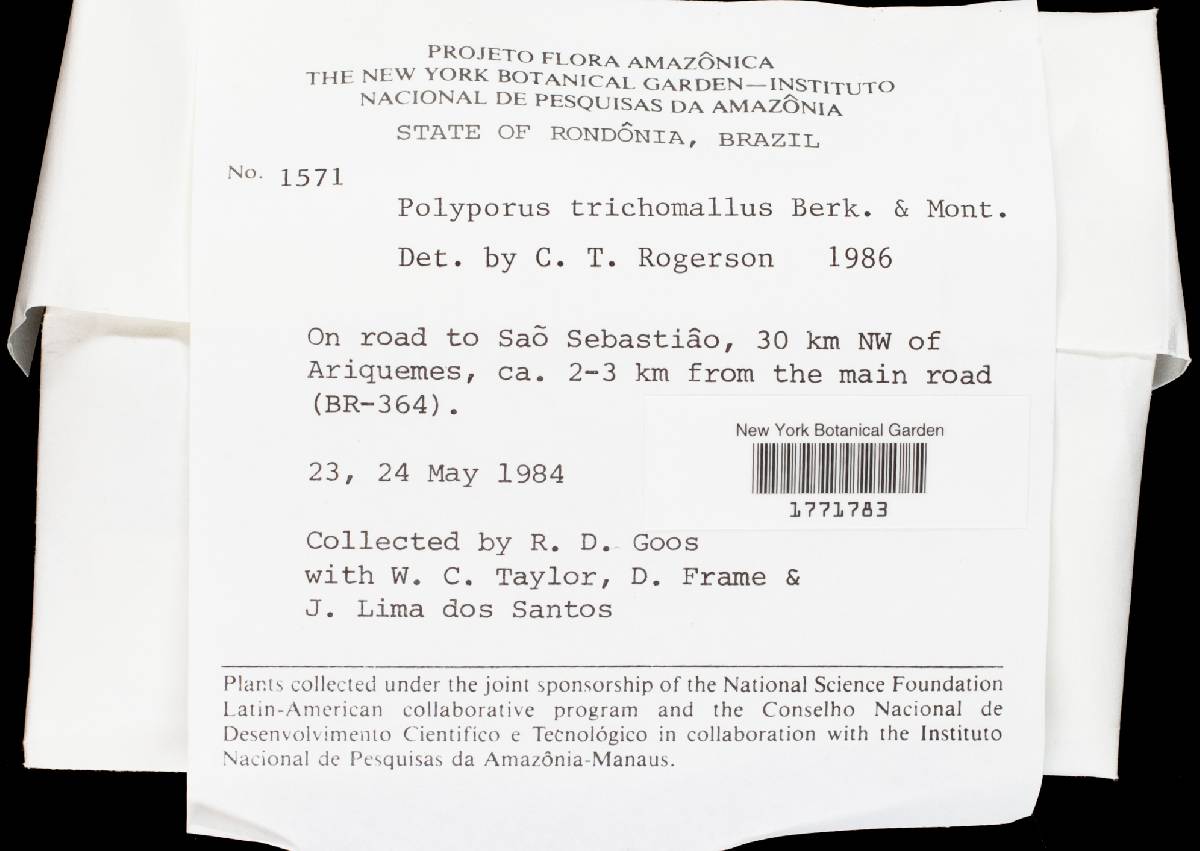 PROJETO FLORA AMAZÔNICA
THE NEW YORK BOTANICAL GARDEN—INSTITUTO
NACIONAL DE PESQUISAS DA AMAZÔNIA
STATE OF RONDÔNIA, BRAZIL
No. 1571
Polyporus trichomallus Berk. & Mont.
Det. by C. T. Rogerson 1986
On road to Saõ Sebastiâo, 30 km NW of
Ariquemes, ca. 2-3 km from the main road
(BR-364).
New York Botanical Garden
1771783
23, 24 May 1984
Collected by R. D. Goos
with W. C. Taylor, D. Frame &
J. Lima dos Santos
Plants collected under the joint sponsorship of the National Science Foundation
Latin-American collaborative program and the Conselho Nacional de
Desenvolvimento Cientifico e Tecnológico in collaboration with the Instituto
Nacional de Pesquisas da Amazônia-Manaus.